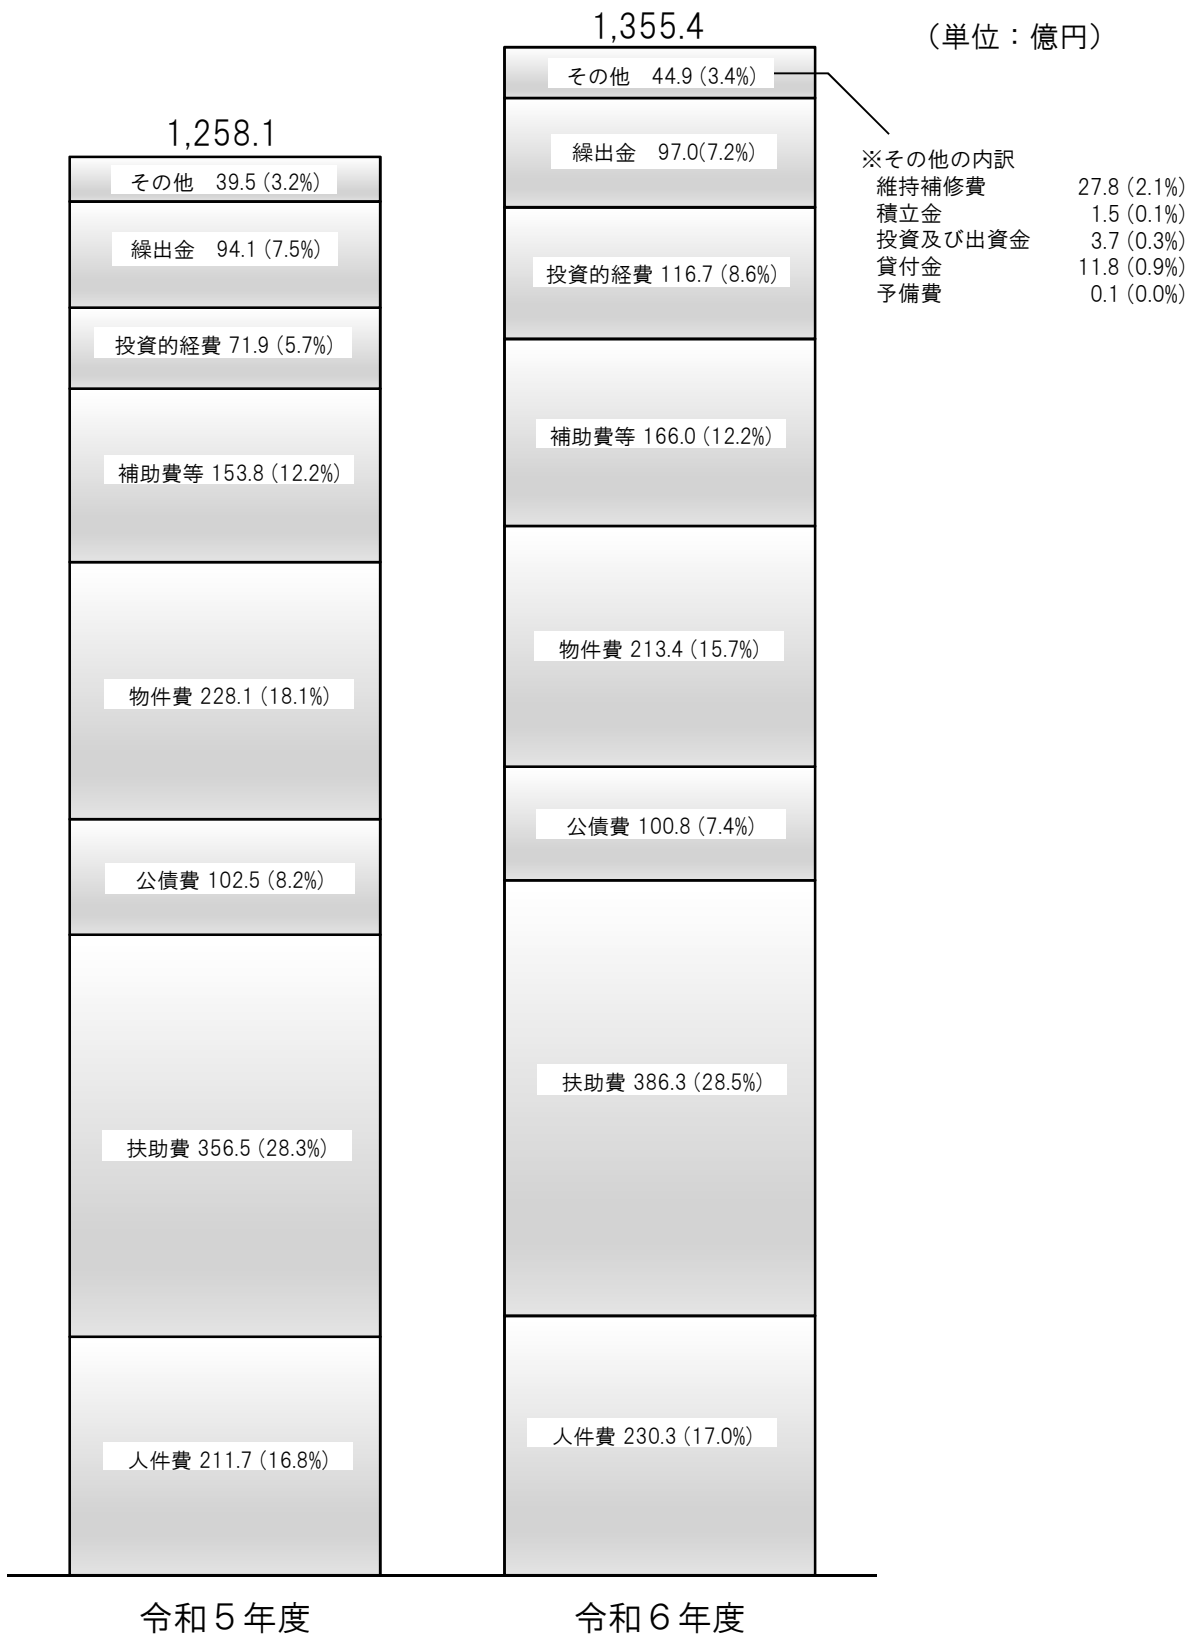 1,355.4
（単位：億円）
その他　44.9 (3.4%)
繰出金　97.0(7.2%)
投資的経費 116.7 (8.6%)
補助費等 166.0 (12.2%)
物件費 213.4 (15.7%)
公債費 100.8 (7.4%)
扶助費 386.3 (28.5%)
人件費 230.3 (17.0%)
令和６年度
※その他の内訳
維持補修費　27.8 (2.1%)
積立金　1.5 (0.1%)
投資及び出資金　3.7 (0.3%)
貸付金　11.8 (0.9%)
予備費　0.1 (0.0%)
1,258.1
その他　39.5 (3.2%)
繰出金　94.1 (7.5%)
投資的経費 71.9 (5.7%)
補助費等 153.8 (12.2%)
物件費 228.1 (18.1%)
公債費 102.5 (8.2%)
扶助費 356.5 (28.3%)
人件費 211.7 (16.8%)
令和５年度